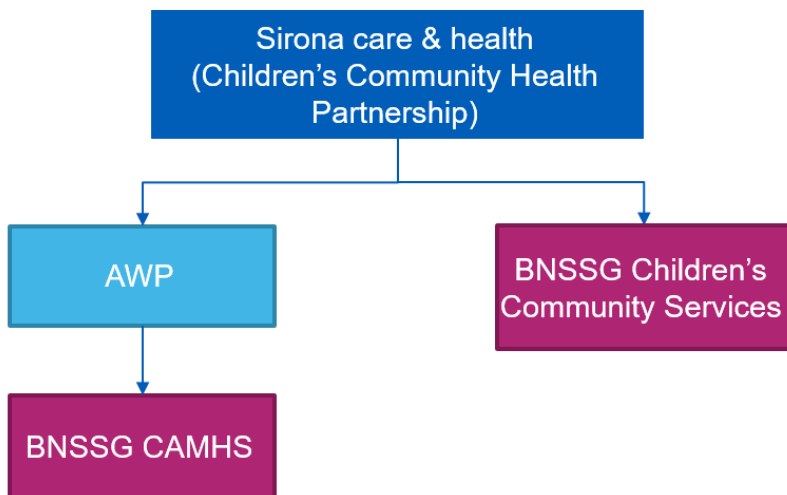 Sirona care & health
(Children’s Community Health
Partnership)
AWP
BNSSG Children’s
Community Services
BNSSG CAMHS